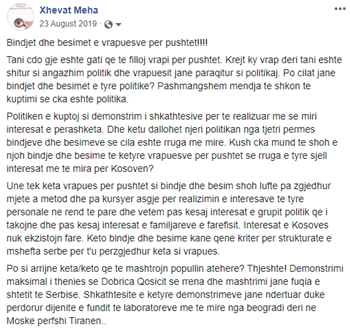 Xhevat Meha
23 August 2019 ·
Bindjet dhe besimet e vrapuesve per pushtet!!!!
Tani cdo gje eshte gati qe te filloj vrapi per pushtet. Krejt ky vrap deri tani eshte
shitur si angazhim politik dhe vrapuesit jane paraqitur si politikaj. Po cilat jane
bindjet dhe besimet e tyre politike? Pashmangshem mendja te shkon te
kuptimi se cka eshte politika.
Politiken e kuptoj si demonstrim i shkathtesive per te realizuar me se miri
interesat e perashketa. Dhe ketu dallohet njeri politikan nga tjetri permes
bindjeve dhe besimeve se cila eshte rruga me mire. Kush cka mund te shoh e
njoh bindje dhe besime te ketyre vrapuesve per pushtet se rruga e tyre sjell
interesat me te mira per Kosoven?
Une tek keta vrapues per pushtet si bindje dhe besim shoh lufte pa zgjedhur
mjete a metod dhe pa kursyer asgje per realizimin e interesave te tyre
personale ne rend te pare dhe vetem pas kesaj interesat e grupit politik qe i
takojne dhe pas kesaj interesat e familjareve e farefisit. Interesat e Kosoves
nuk ekzistojn fare. Keto bindje dhe besime kane qene kriter per strukturate e
mshefta serbe per t'u perzgjedhur keta si vrapues.
Po si arrijne keta/keto qe te mashtrojn popullin atehere? Thjeshte! Demonstrimi
maksimal i thenies se Dobrica Qosicit se rrena dhe mashtrimi jane fuqia e
shtetit te Serbise. Shkathtesite e ketyre demonstrimeve jane ndertuar duke
perdorur dijenite e fundit te laboratoreve me te mire nga beogradi deri ne
Moske perfshi Tiranen..